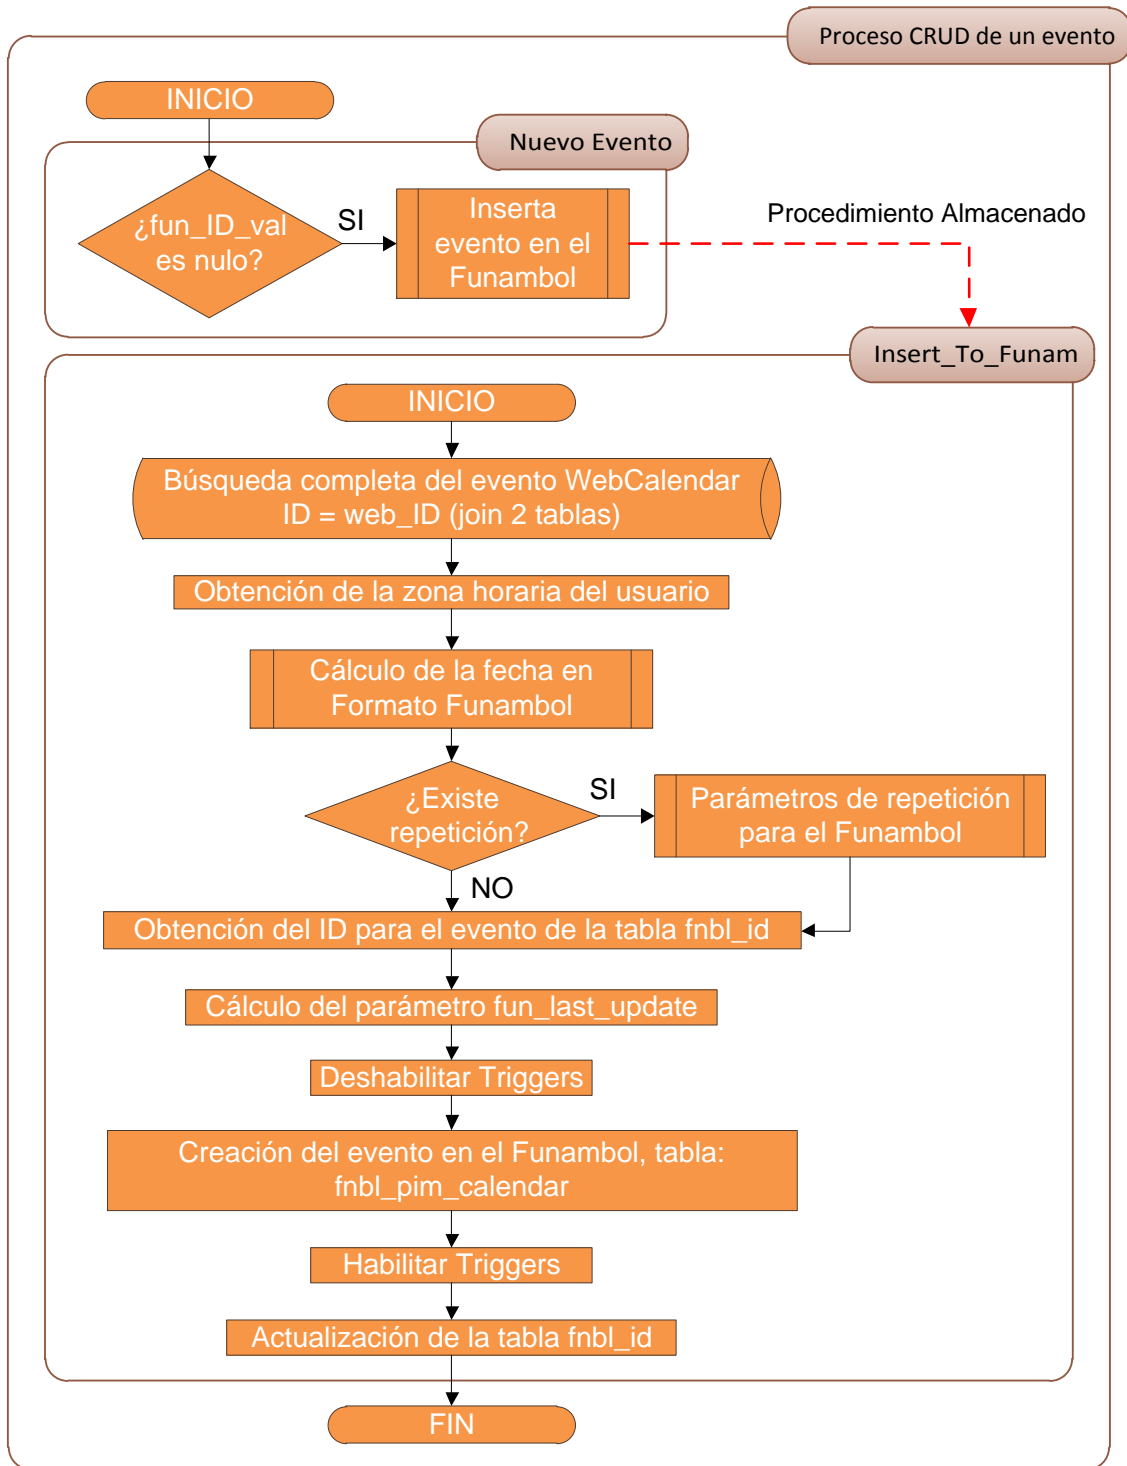 Proceso CRUD de un evento
INICIO
Nuevo Evento
¿fun_ID_val
es nulo?
SI
Inserta
evento en el
Funambol
Procedimiento Almacenado
Insert_To_Funam
INICIO
Búsqueda completa del evento WebCalendar
ID = web_ID (join 2 tablas)
Obtención de la zona horaria del usuario
Cálculo de la fecha en
Formato Funambol
¿Existe
repetición?
SI
Parámetros de repetición
para el Funambol
NO
Obtención del ID para el evento de la tabla fnbl_id
Cálculo del parámetro fun_last_update
Deshabilitar Triggers
Creación del evento en el Funambol, tabla:
fnbl_pim_calendar
Habilitar Triggers
Actualización de la tabla fnbl_id
FIN